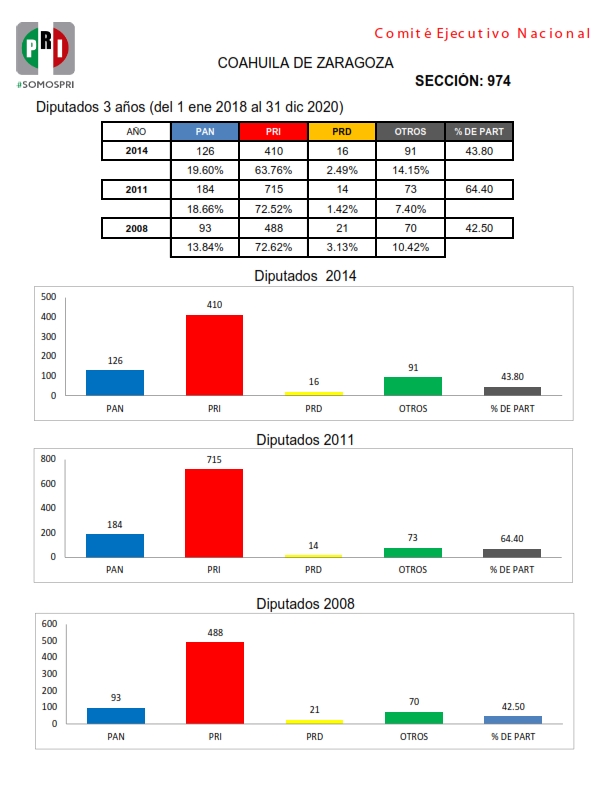 Comité Ejecutivo Nacional
PRI
#SOMOSPRI
COAHUILA DE ZARAGOZA
SECCIÓN: 974
Diputados 3 años (del 1 ene 2018 al 31 dic 2020)
AÑO PAN PRI PRD OTROS % DE PART
2014 126 410 16 91 43.80
19.60% 63.76% 2.49% 14.15%
2011 184 715 14 73 64.40
18.66% 72.52% 1.42% 7.40%
2008 93 488 21 70 42.50
13.84% 72.62% 3.13% 10.42%
Diputados 2014
500
400
300
200
100
0
126 410 16 91 43.80
PAN PRI PRD OTROS % DE PART
Diputados 2011
800
600
400
200
0
184 715 14 73 64.40
PAN PRI PRD OTROS % DE PART
Diputados 2008
600
500
400
300
200
100
0
93 488 21 70 42.50
PAN PRI PRD OTROS % DE PART